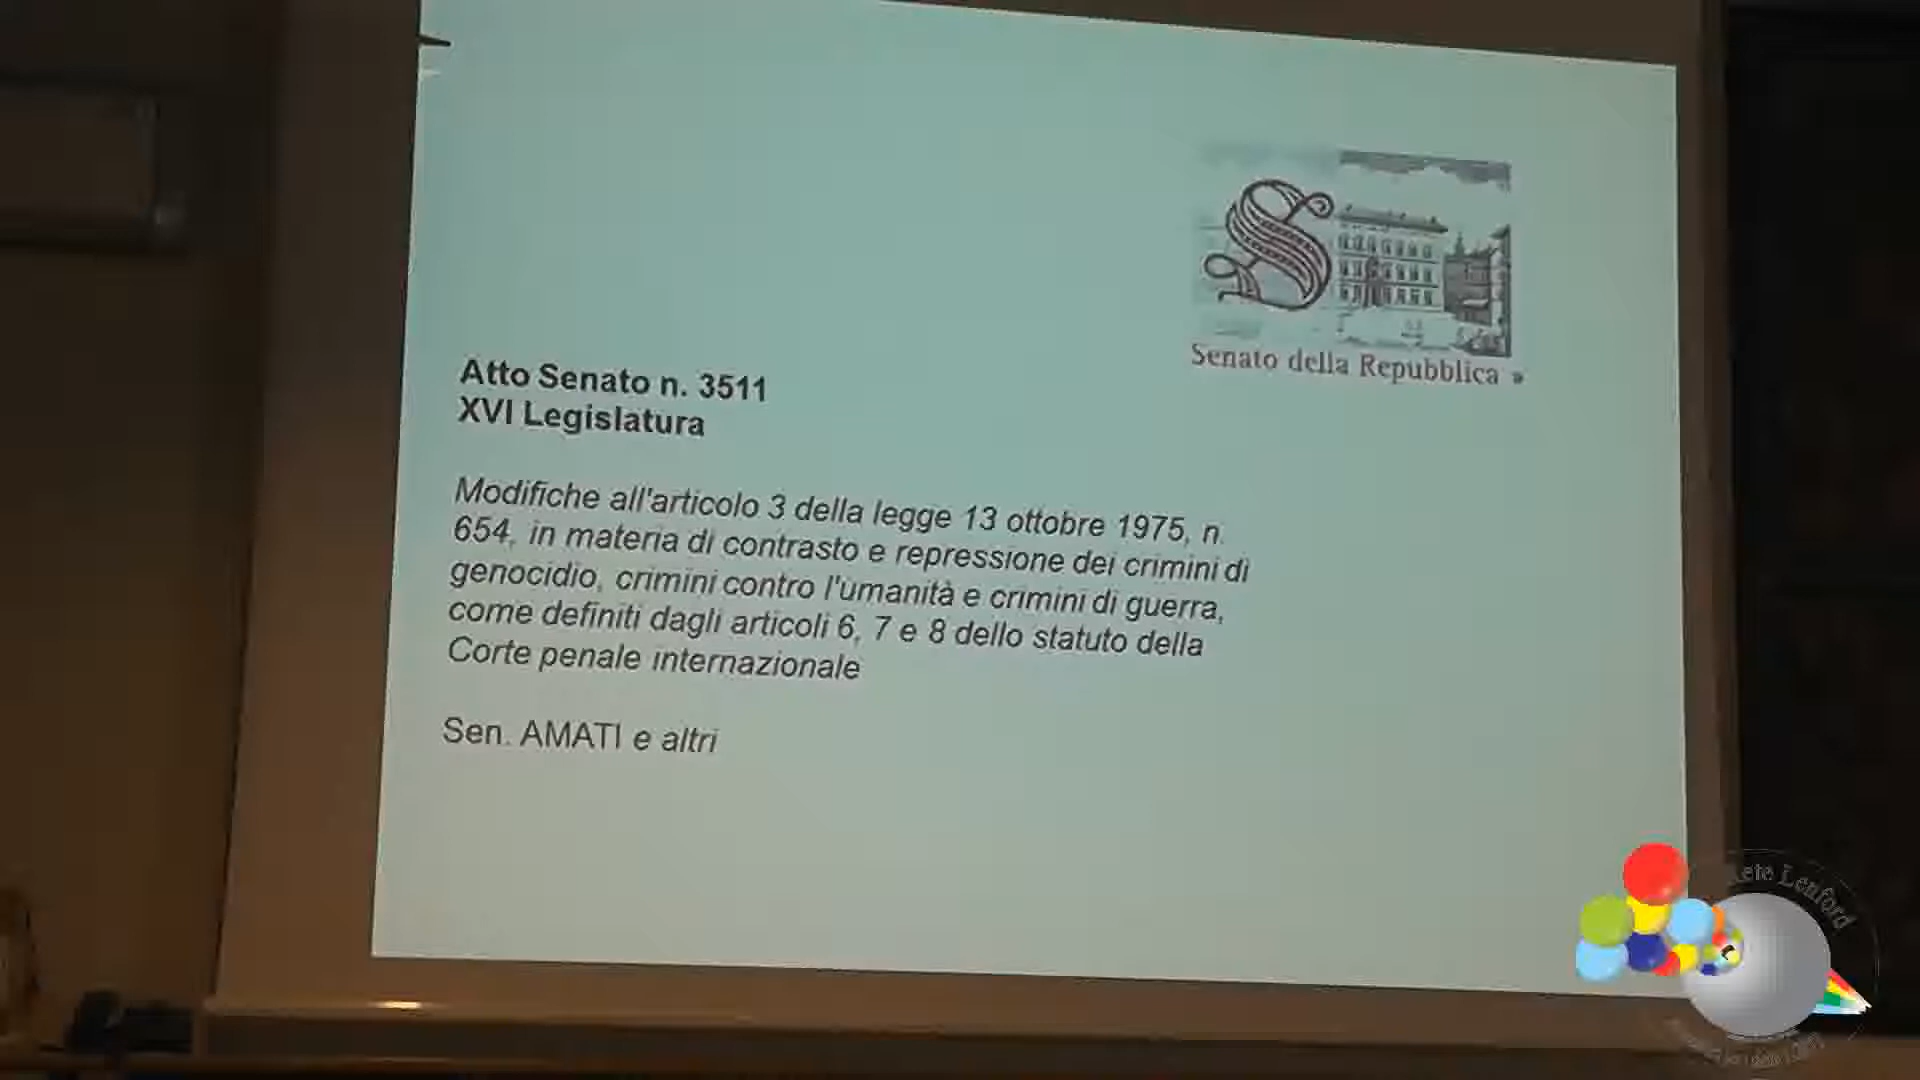 Senato della Repubblica »
Atto Senato n. 3511
XVI Legislatura
Modifiche all'articolo 3 della legge 13 ottobre 1975, n.
654, in materia di contrasto e repressione dei crimini di
genocidio, crimini contro l'umanità e crimini di guerra,
come definiti dagli articoli 6, 7 e 8 dello statuto della
Corte penale internazionale
Sen. AMATI e altri
Rete Lenford